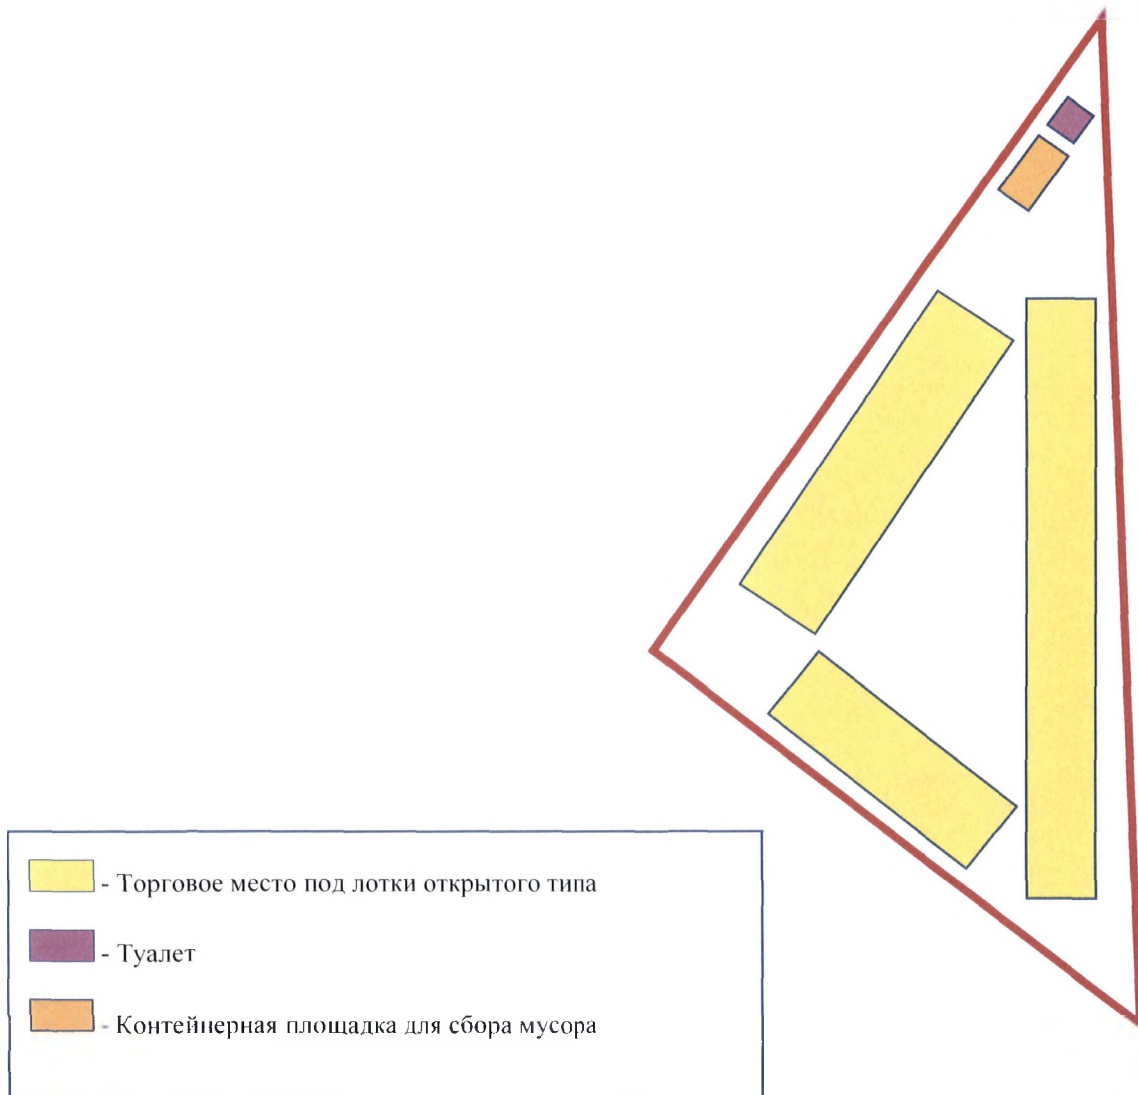 - Торговое место под лотки открытого типа
- Туалет
- Контейнерная площадка для сбора мусора